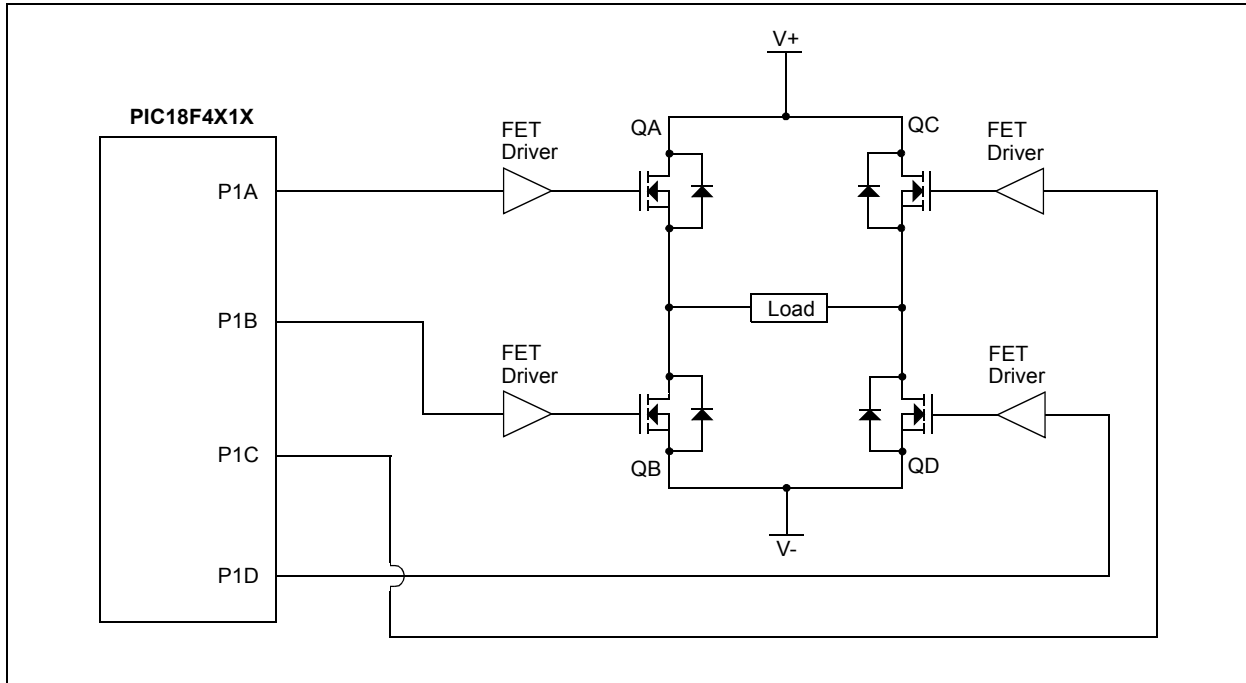 V+
PIC18F4X1X
FET
Driver
QA
QC
FET
Driver
P1A
P1B
Load
FET
Driver
FET
Driver
P1C
QB
QD
V-
P1D